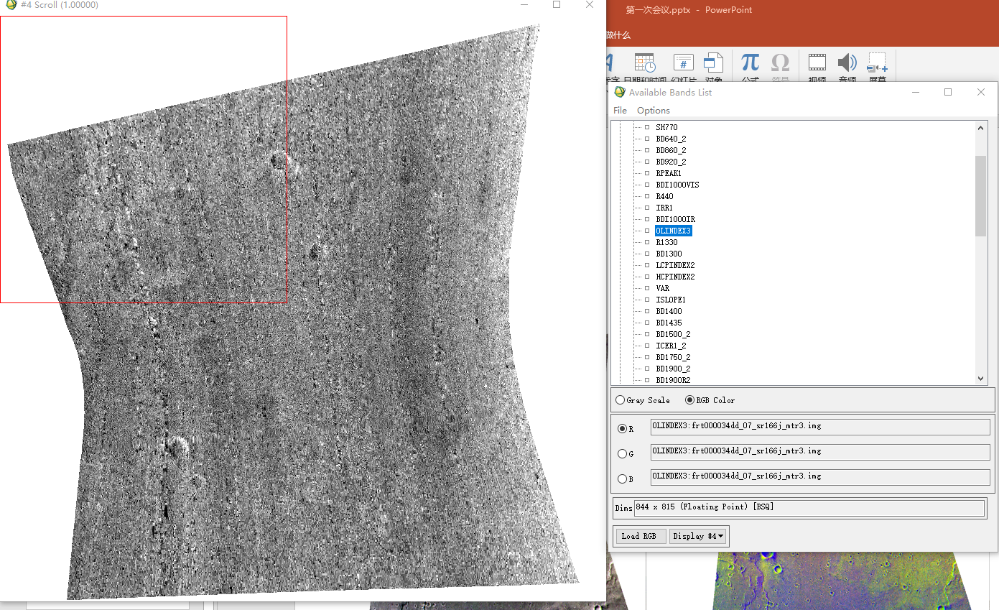 #4 Scroll (1.00000)
第一次会议.pptx - PowerPoint
做什么
日期和时间 幻灯片 对象 公式 符号 视频 音频 屏幕
Available Bands List
File Options
SH770
BD640_2
BD860_2
BD920_2
RPEAK1
BDI1000VIS
R440
IRR1
BDI1000IR
OLINDEX3
R1330
BD1300
LCPINDEX2
HCPINDEX2
VAR
ISLOPE1
BD1400
BD1435
BD1500_2
ICER1_2
BD1750_2
BD1900_2
BD1900R2
Gray Scale RGB Color
R OLINDEX3:frt000034dd_07_sr166j_mtr3.img
G OLINDEX3:frt000034dd_07_sr166j_mtr3.img
B OLINDEX3:frt000034dd_07_sr166j_mtr3.img
Dims 844 x 815 (Floating Point) [BSQ]
Load RGB Display #4